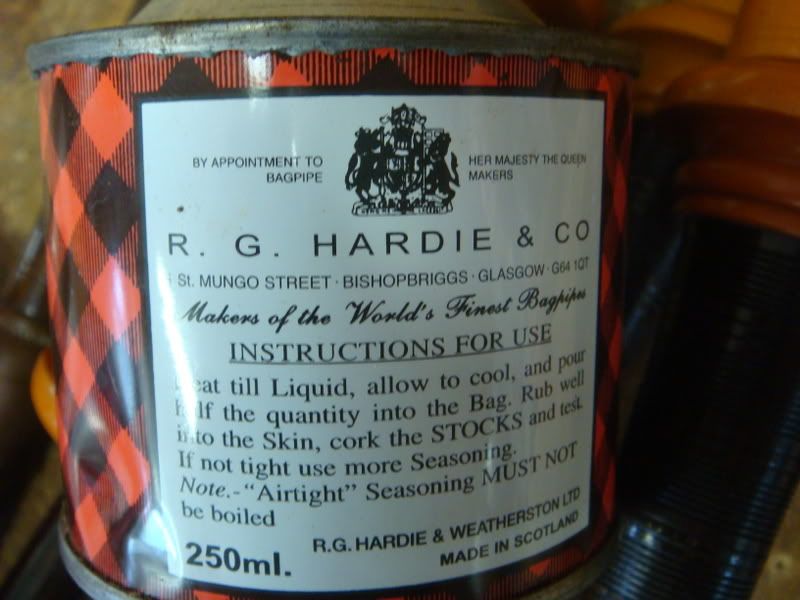 BY APPOINTMENT TO HER MAJESTY THE QUEEN
BAGPIPE MAKERS
R. G. HARDIE & CO
St. MUNGO STREET · BISHOPBRIGGS · GLASGOW · G64 1QT
Makers of the World's Finest Bagpipes
INSTRUCTIONS FOR USE
eat till Liquid, allow to cool, and pour
half the quantity into the Bag. Rub well
into the Skin, cork the STOCKS and test.
If not tight use more Seasoning.
Note.-"Airtight" Seasoning MUST NOT
be boiled
250ml.
R.G. HARDIE & WEATHERSTON LTD
MADE IN SCOTLAND